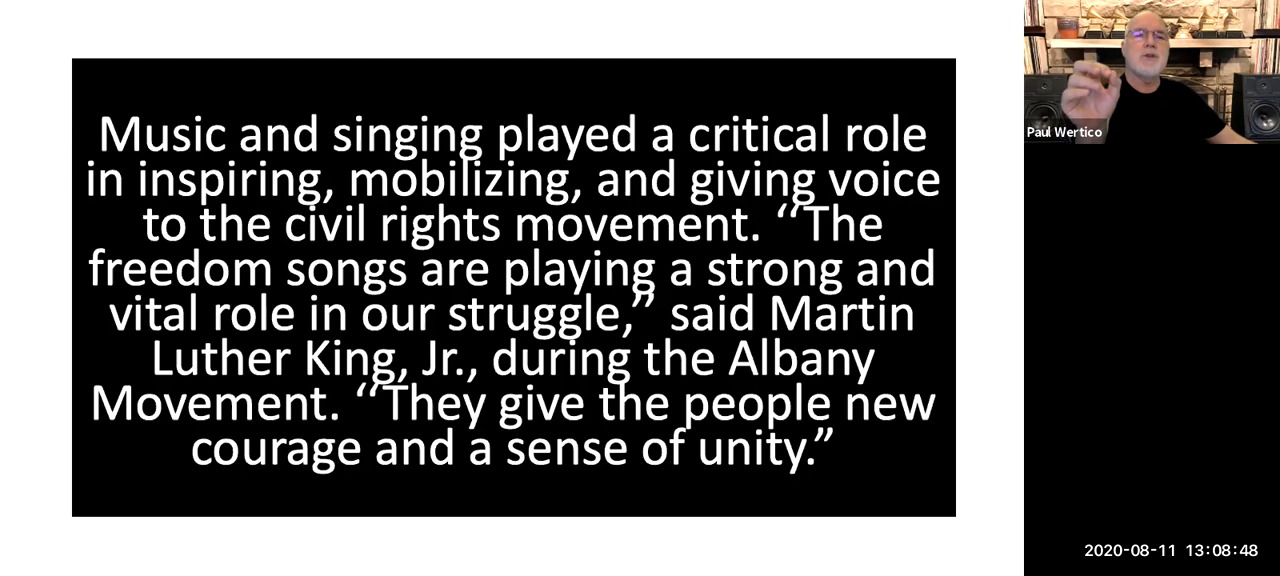 Music and singing played a critical role
in inspiring, mobilizing, and giving voice
to the civil rights movement. ‘‘The
freedom songs are playing a strong and
vital role in our struggle,’’ said Martin
Luther King, Jr., during the Albany
Movement. ‘‘They give the people new
courage and a sense of unity.”
Paul Wertico
2020-08-11 13:08:48